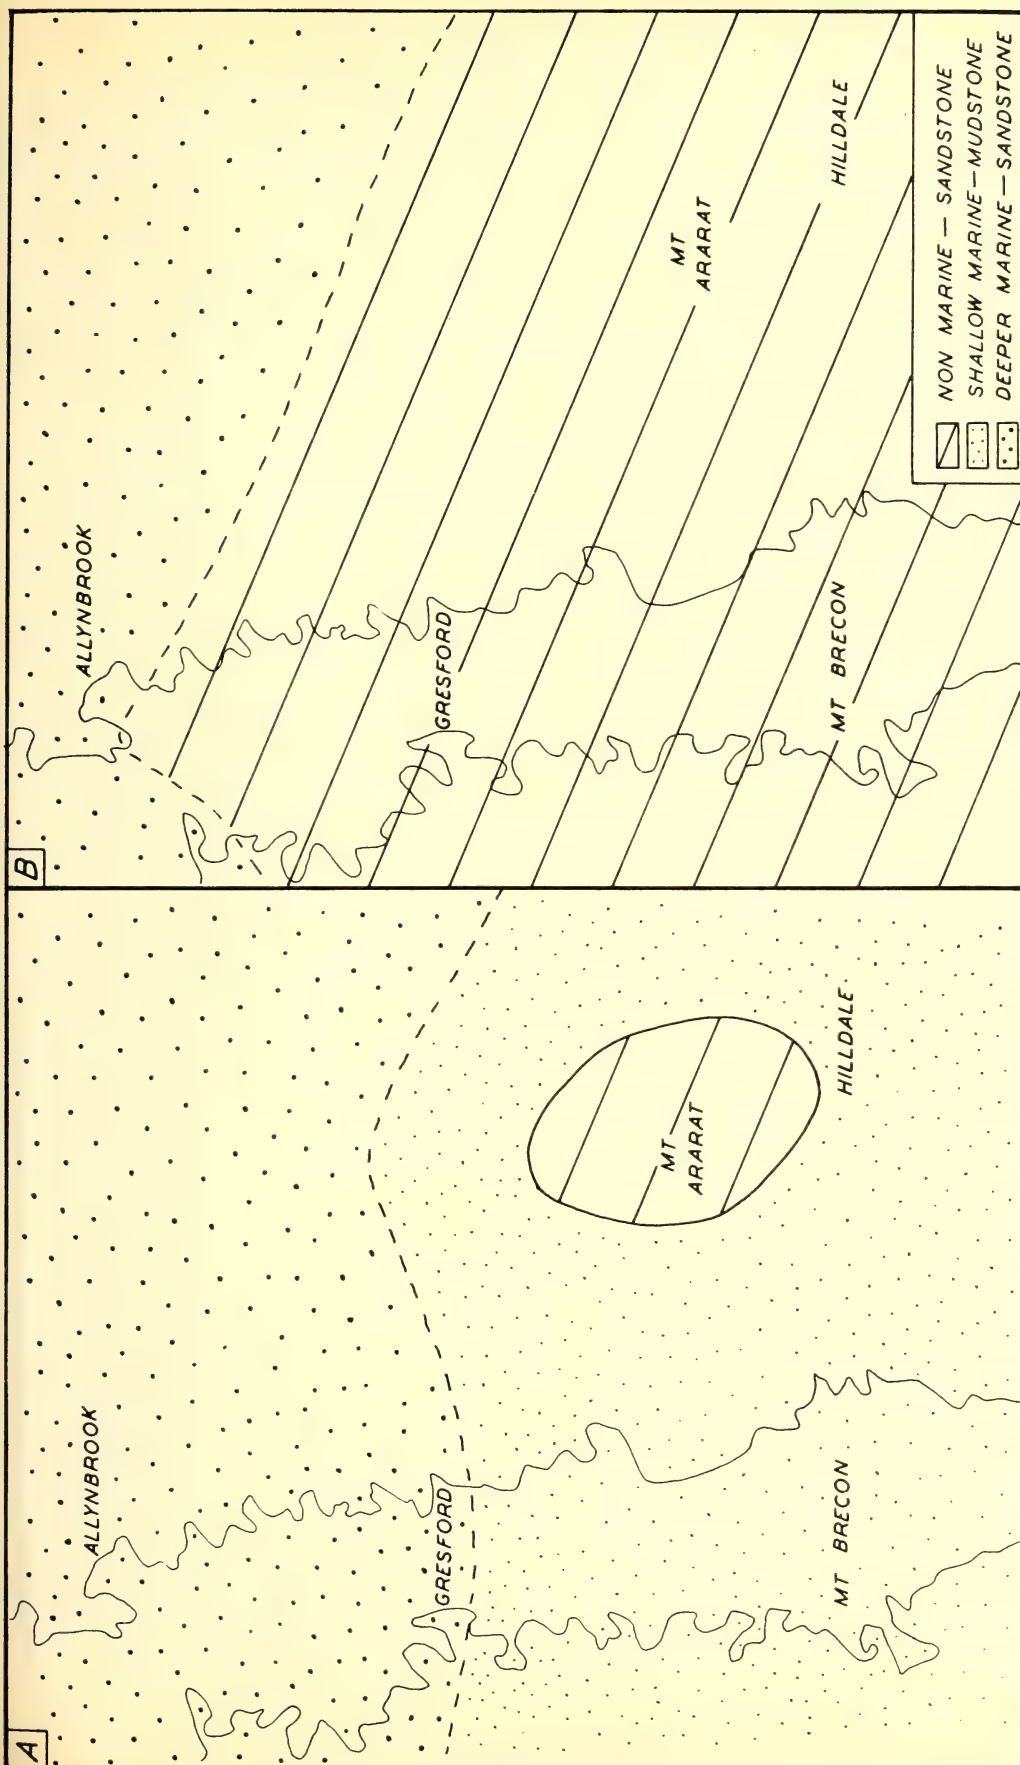 A
ALLYNBROOK
GRESFORD
MT
ARARAT
MT BRECON
HILLDALE
B
ALLYNBROOK
GRESFORD
MT
ARARAT
MT BRECON
HILLDALE
NON MARINE — SANDSTONE
SHALLOW MARINE — MUDSTONE
DEEPER MARINE — SANDSTONE